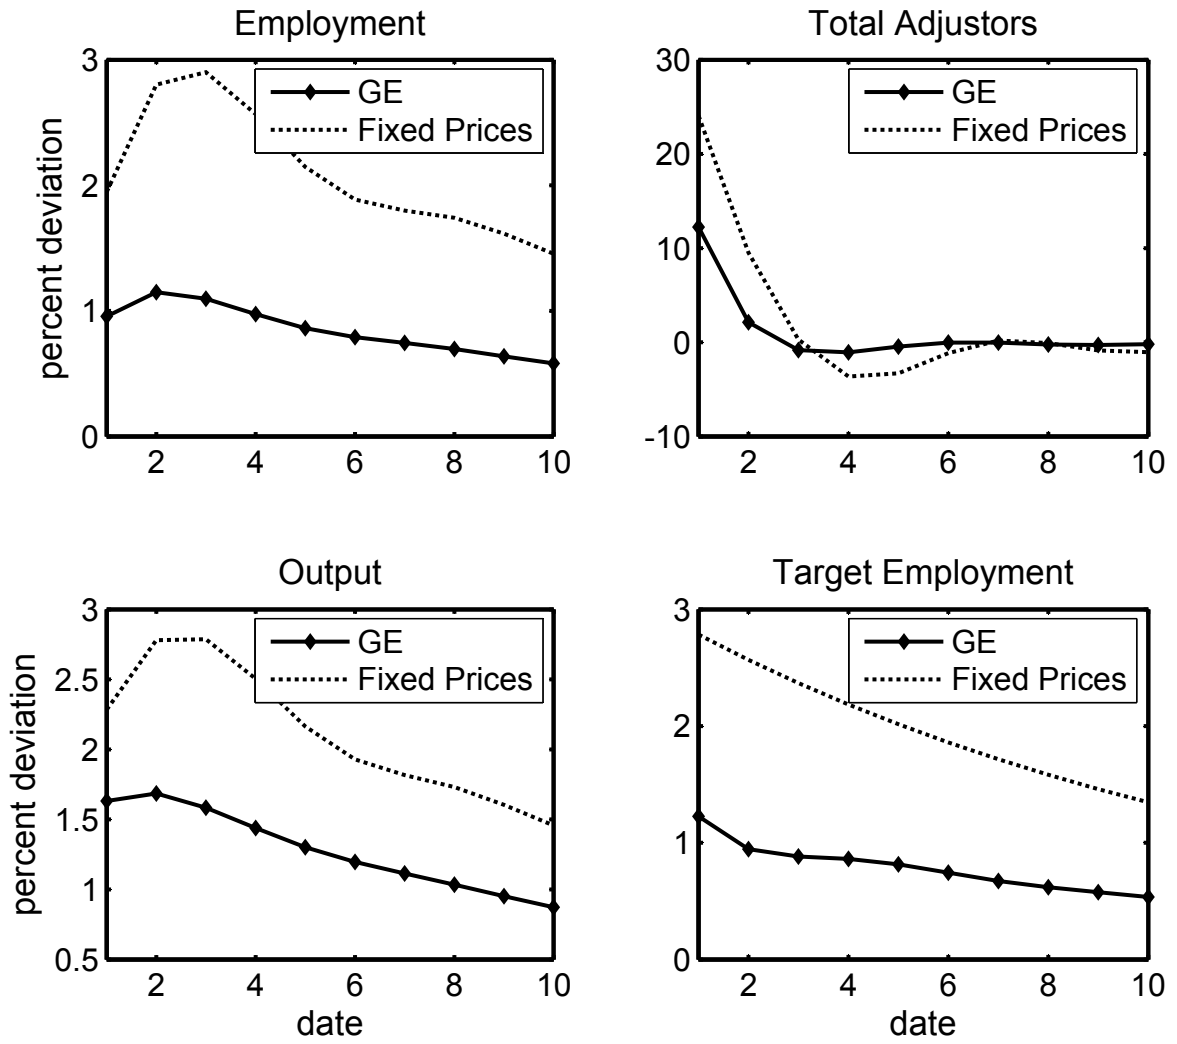 Employment
3
2
1
0
percent deviation
GE
Fixed Prices
2 4 6 8 10
Total Adjustors
30
20
10
0
-10
GE
Fixed Prices
2 4 6 8 10
Output
3
2.5
2
1.5
1
0.5
percent deviation
GE
Fixed Prices
2 4 6 8 10
date
Target Employment
3
2
1
0
GE
Fixed Prices
2 4 6 8 10
date